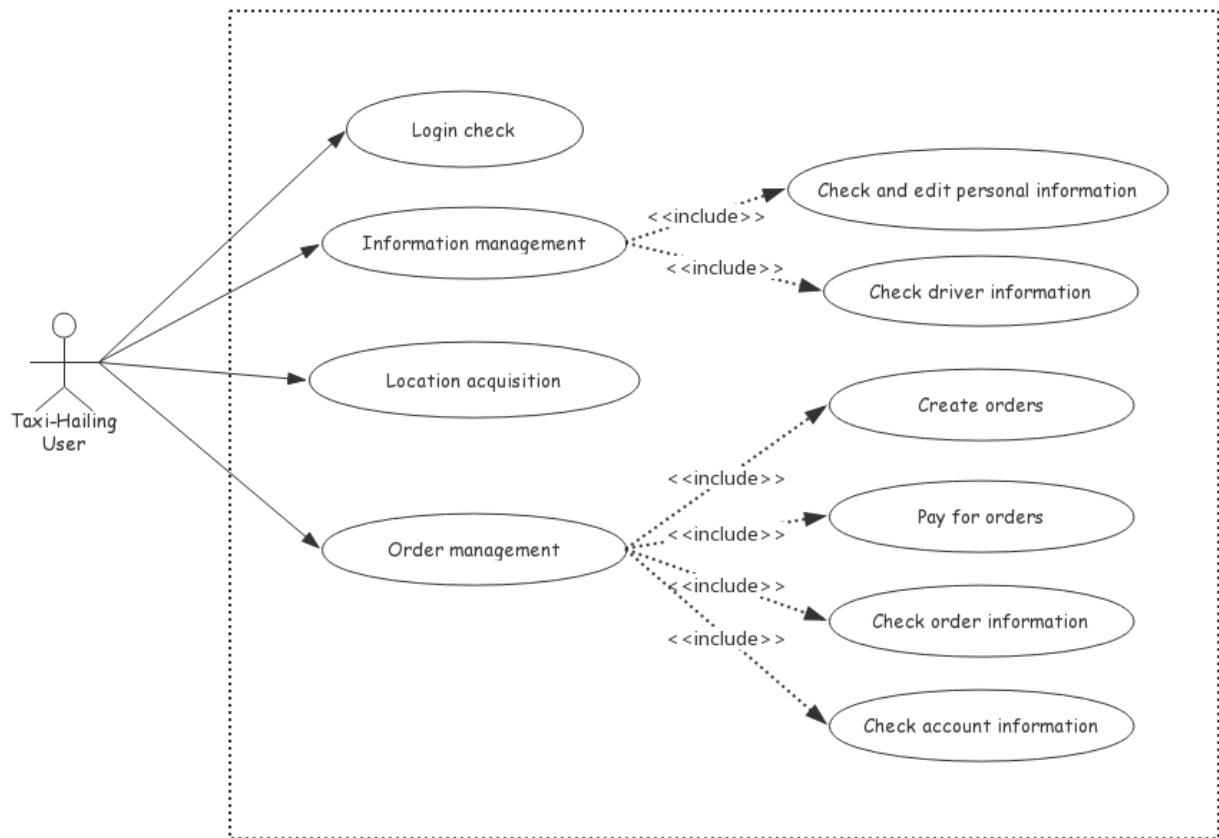 Login check
Check and edit personal information
<<include>>
Information management
<<include>>
Check driver information
Taxi-Hailing
User
Location acquisition
Create orders
<<include>>
Pay for orders
<<include>>
Order management
<<include>>
Check order information
<<include>>
Check account information